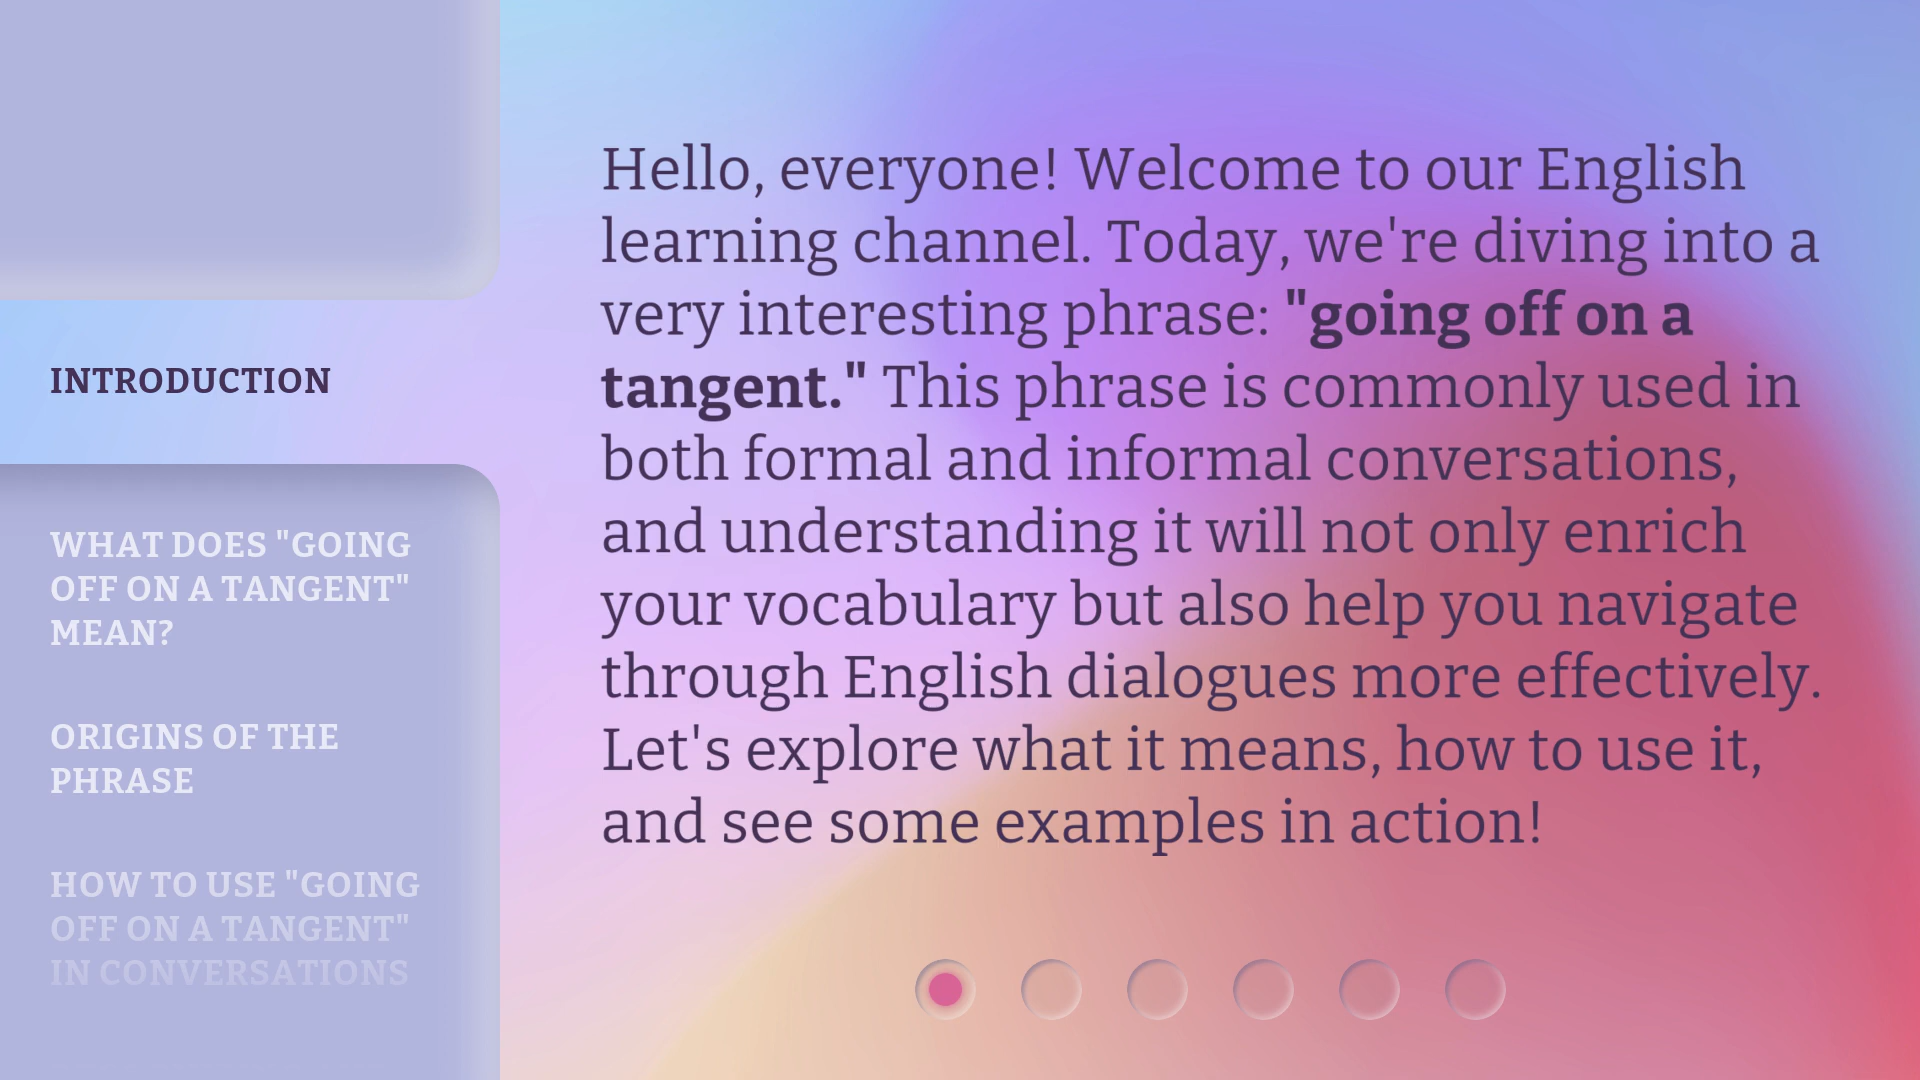 INTRODUCTION
WHAT DOES "GOING
OFF ON A TANGENT"
MEAN?
ORIGINS OF THE
PHRASE
HOW TO USE "GOING
OFF ON A TANGENT"
IN CONVERSATIONS
Hello, everyone! Welcome to our English
learning channel. Today, we're diving into a
very interesting phrase: "going off on a
tangent." This phrase is commonly used in
both formal and informal conversations,
and understanding it will not only enrich
your vocabulary but also help you navigate
through English dialogues more effectively.
Let's explore what it means, how to use it,
and see some examples in action!